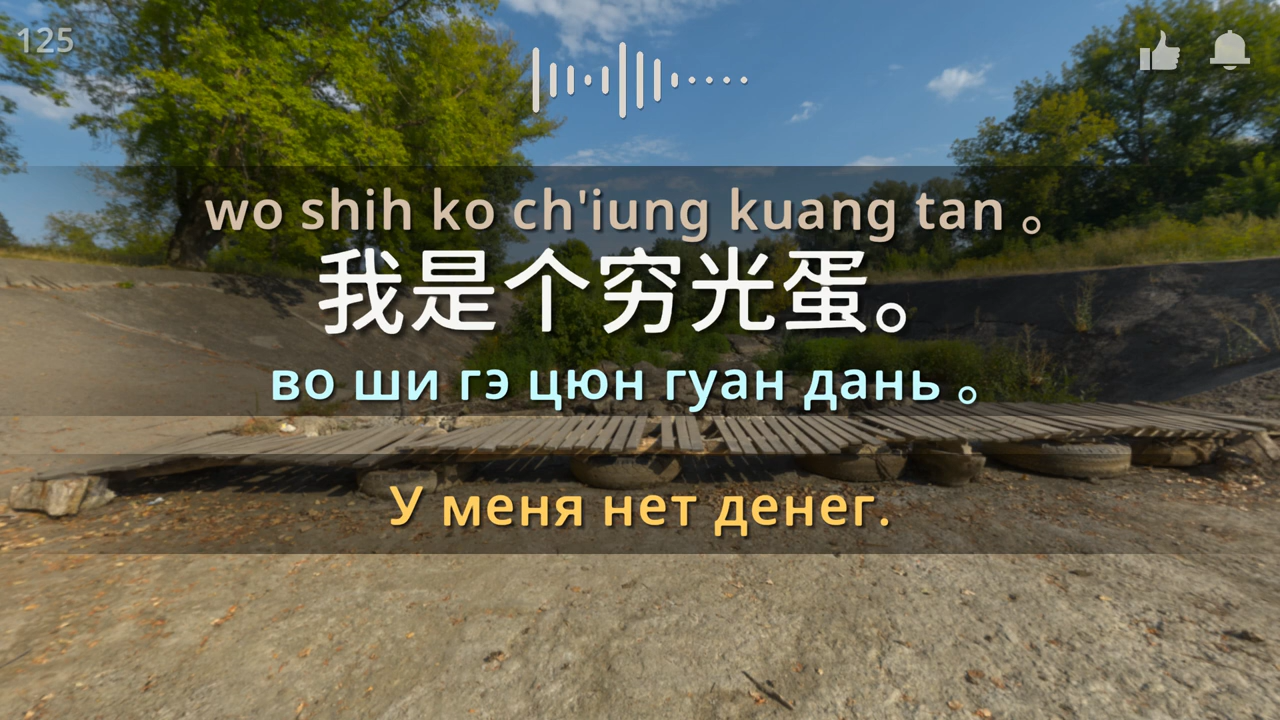 125
wo shih ko ch'iung kuang tan 。
我是个穷光蛋。
во ши гэ цюн гуан дань 。
У меня нет денег.